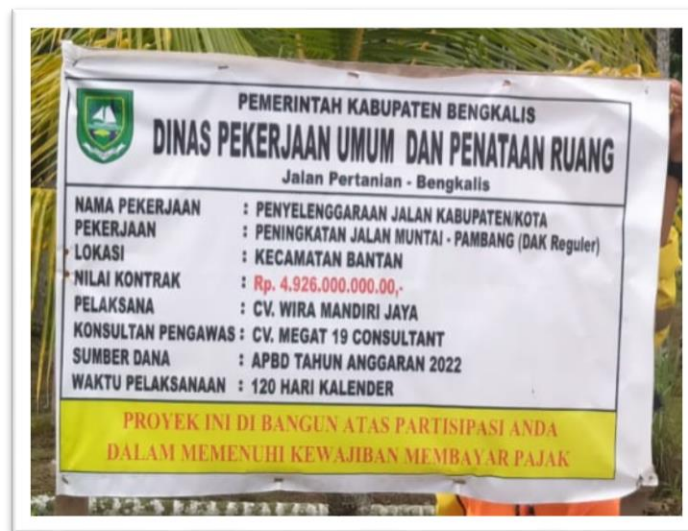 PEMERINTAH KABUPATEN BENGKALIS
DINAS PEKERJAAN UMUM DAN PENATAAN RUANG
Jalan Pertanian - Bengkalis
NAMA PEKERJAAN : PENYELENGGARAAN JALAN KABUPATEN/KOTA
PEKERJAAN : PENINGKATAN JALAN MUNTAI - PAMBANG (DAK Reguler)
LOKASI : KECAMATAN BANTAN
NILAI KONTRAK : Rp. 4.926.000.000.00,-
PELAKSANA : CV. WIRA MANDIRI JAYA
KONSULTAN PENGAWAS : CV. MEGAT 19 CONSULTANT
SUMBER DANA : APBD TAHUN ANGGARAN 2022
WAKTU PELAKSANAAN : 120 HARI KALENDER
PROYEK INI DI BANGUN ATAS PARTISIPASI ANDA
DALAM MEMENUHI KEWAJIBAN MEMBAYAR PAJAK